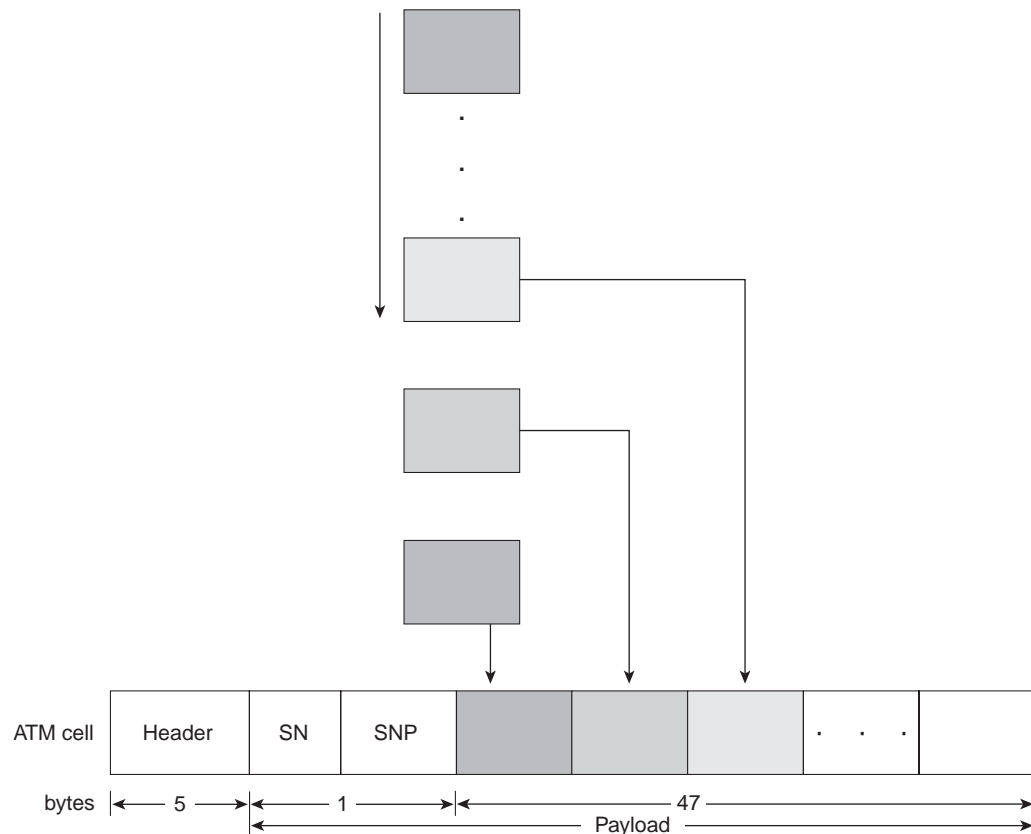 ATM cell Header SN SNP . . .
bytes 5 1 47
Payload